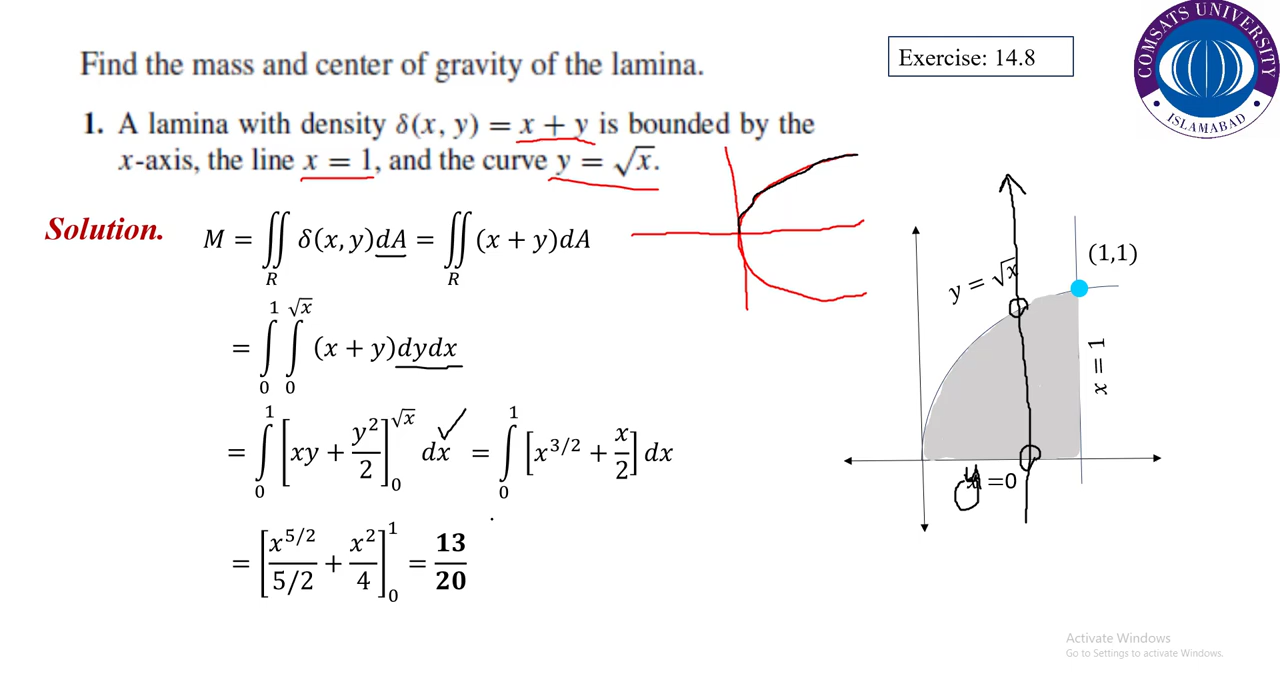 Find the mass and center of gravity of the lamina.
Exercise: 14.8
COMSATS UNIVERSITY
ISLAMABAD
1. A lamina with density δ(x, y) = x + y is bounded by the
x-axis, the line x = 1, and the curve y = √x.
Solution. M = ∬_R δ(x, y)dA = ∬_R (x + y)dA
= ∫_0^1 ∫_0^√x (x + y)dydx
= ∫_0^1 [xy + y²/2]_0^√x dx = ∫_0^1 [x^{3/2} + x/2] dx
= [x^{5/2}/(5/2) + x²/4]_0^1 = 13/20
(1,1)
y = √x
x = 1
y =0
Activate Windows
Go to Settings to activate Windows.